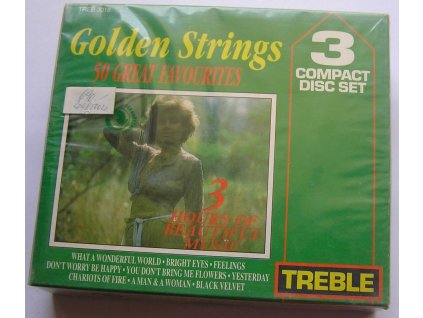 TREB 3018
Golden Strings
50 GREAT FAVOURITES
3
COMPACT
DISC SET
3
HOURS OF
BEAUTIFUL
MUSIC
WHAT A WONDERFUL WORLD • BRIGHT EYES • FEELINGS
DON'T WORRY BE HAPPY • YOU DON'T BRING ME FLOWERS • YESTERDAY
CHARIOTS OF FIRE • A MAN & A WOMAN • BLACK VELVET
TREBLE